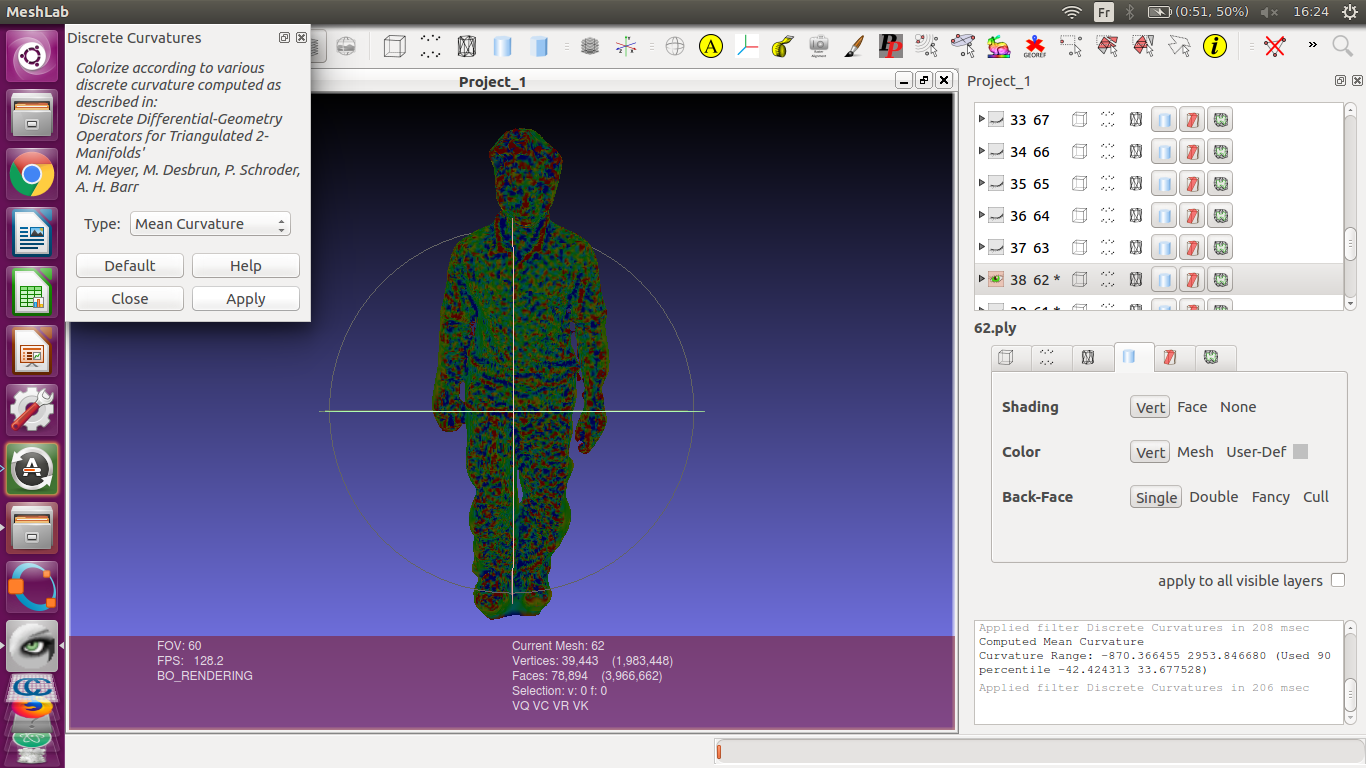 MeshLab
Fr
(0:51, 50%)
16:24
Discrete Curvatures
Colorize according to various
discrete curvature computed as
described in:
'Discrete Differential-Geometry
Operators for Triangulated 2-
Manifolds'
M. Meyer, M. Desbrun, P. Schroder,
A. H. Barr
Type: Mean Curvature
Default Help
Close Apply
A
PP
GEOREF
i
»
Project_1
FOV: 60
FPS: 128.2
BO_RENDERING
Current Mesh: 62
Vertices: 39,443 (1,983,448)
Faces: 78,894 (3,966,662)
Selection: v: 0 f: 0
VQ VC VR VK
Project_1
33 67
34 66
35 65
36 64
37 63
38 62 *
62.ply
Shading Vert Face None
Color Vert Mesh User-Def
Back-Face Single Double Fancy Cull
apply to all visible layers
Applied filter Discrete Curvatures in 208 msec
Computed Mean Curvature
Curvature Range: -870.366455 2953.846680 (Used 90
percentile -42.424313 33.677528)
Applied filter Discrete Curvatures in 206 msec